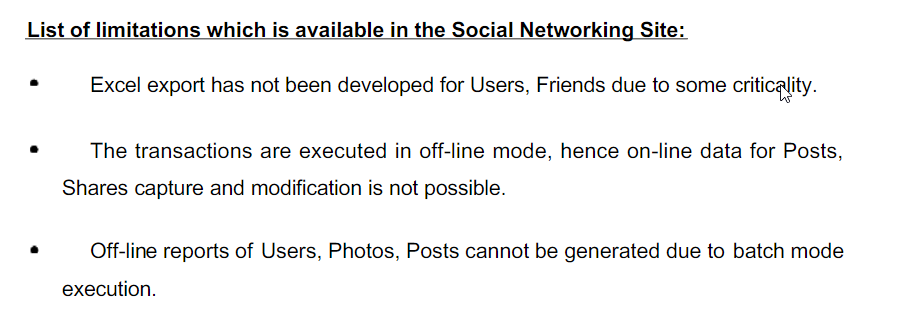 List of limitations which is available in the Social Networking Site:
• Excel export has not been developed for Users, Friends due to some criticality.
• The transactions are executed in off-line mode, hence on-line data for Posts,
Shares capture and modification is not possible.
• Off-line reports of Users, Photos, Posts cannot be generated due to batch mode
execution.